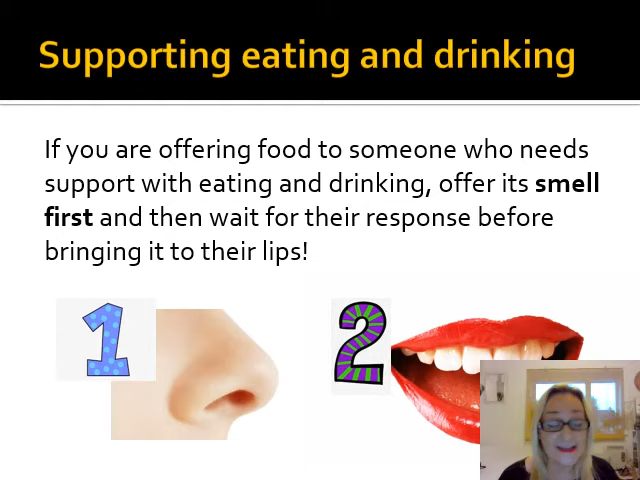 Supporting eating and drinking
If you are offering food to someone who needs
support with eating and drinking, offer its smell
first and then wait for their response before
bringing it to their lips!
1
2